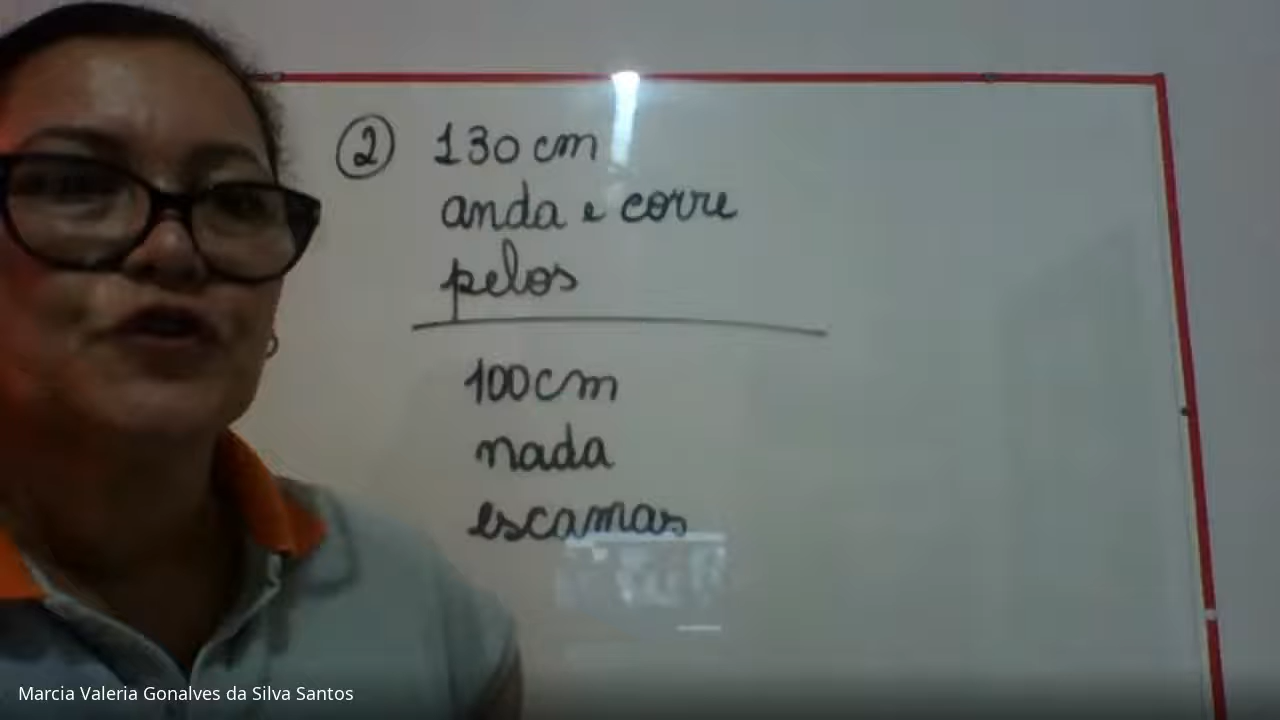 ② 130 cm
anda e corre
pelos
100 cm
nada
escamas
Marcia Valeria Gonalves da Silva Santos